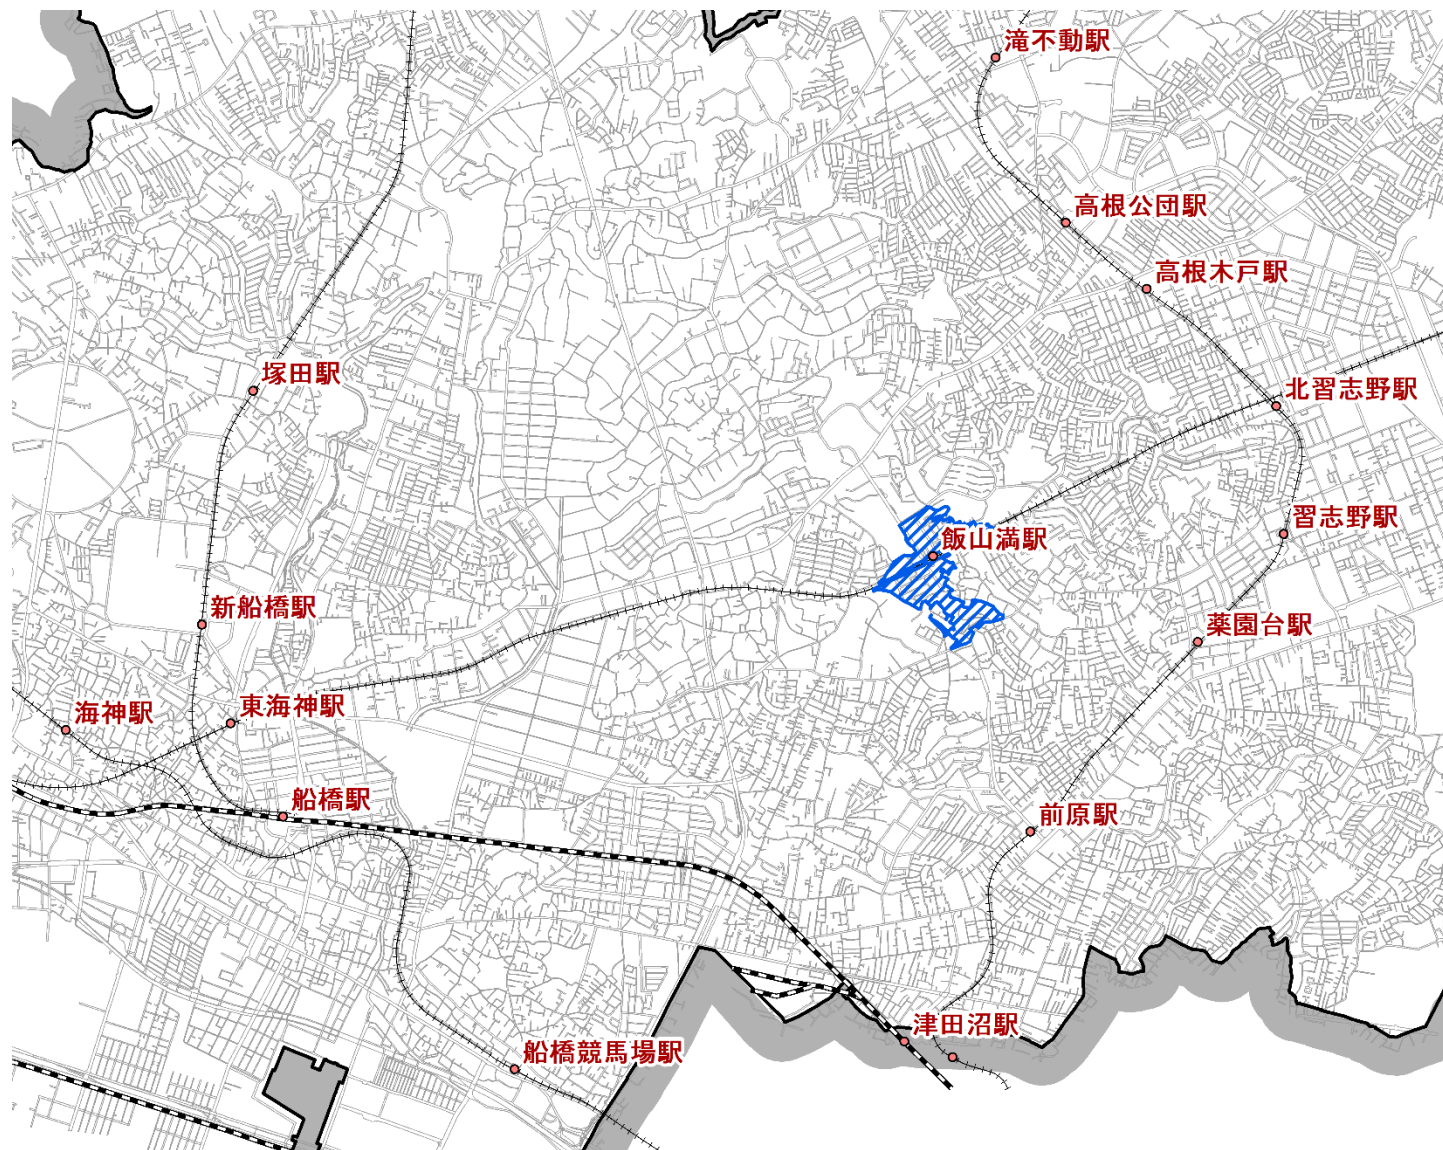 滝不動駅
高根公団駅
高根木戸駅
塚田駅
北習志野駅
習志野駅
飯山満駅
新船橋駅
薬園台駅
海神駅
東海神駅
船橋駅
前原駅
津田沼駅
船橋競馬場駅